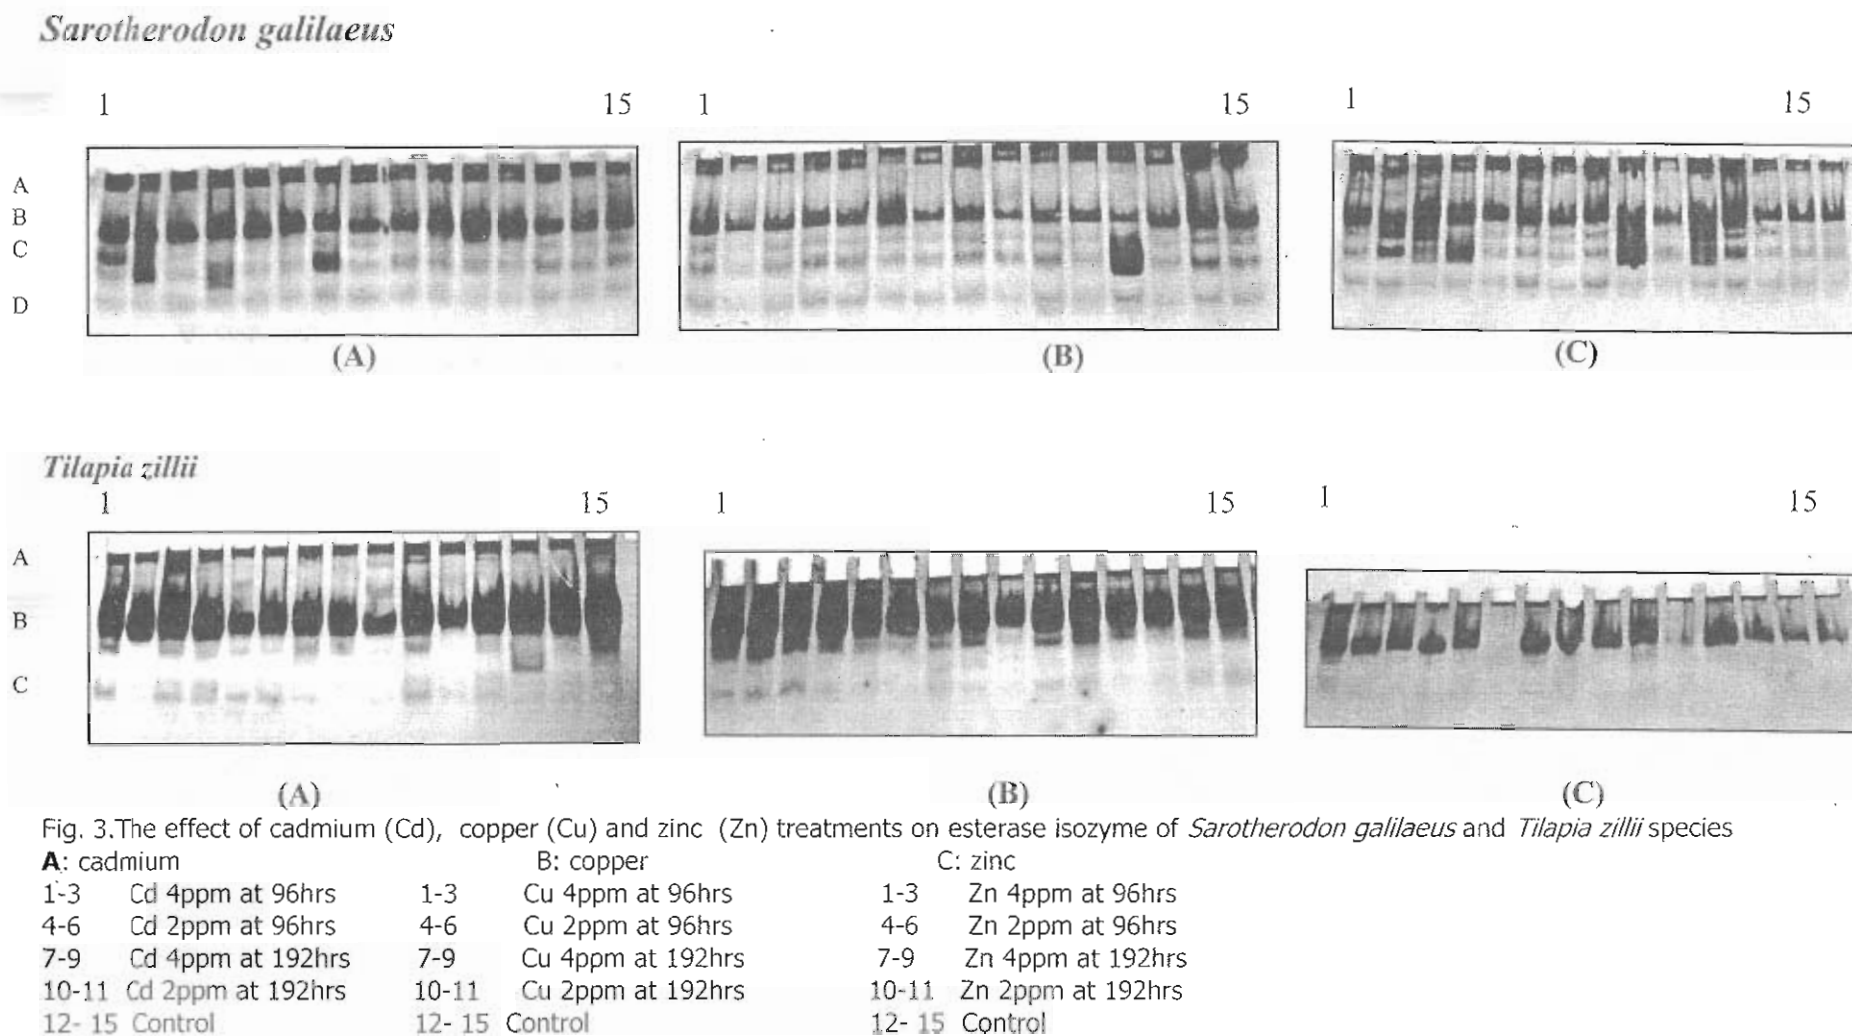 Sarotherodon galilaeus
1 15 1 15 1 15
A
B
C
D
(A) (B) (C)
Tilapia zillii
1 15 1 15 1 15
A
B
C
(A) (B) (C)
Fig. 3.The effect of cadmium (Cd), copper (Cu) and zinc (Zn) treatments on esterase isozyme of Sarotherodon galilaeus and Tilapia zillii species
A: cadmium B: copper C: zinc
1-3 Cd 4ppm at 96hrs 1-3 Cu 4ppm at 96hrs 1-3 Zn 4ppm at 96hrs
4-6 Cd 2ppm at 96hrs 4-6 Cu 2ppm at 96hrs 4-6 Zn 2ppm at 96hrs
7-9 Cd 4ppm at 192hrs 7-9 Cu 4ppm at 192hrs 7-9 Zn 4ppm at 192hrs
10-11 Cd 2ppm at 192hrs 10-11 Cu 2ppm at 192hrs 10-11 Zn 2ppm at 192hrs
12- 15 Control 12- 15 Control 12- 15 Control